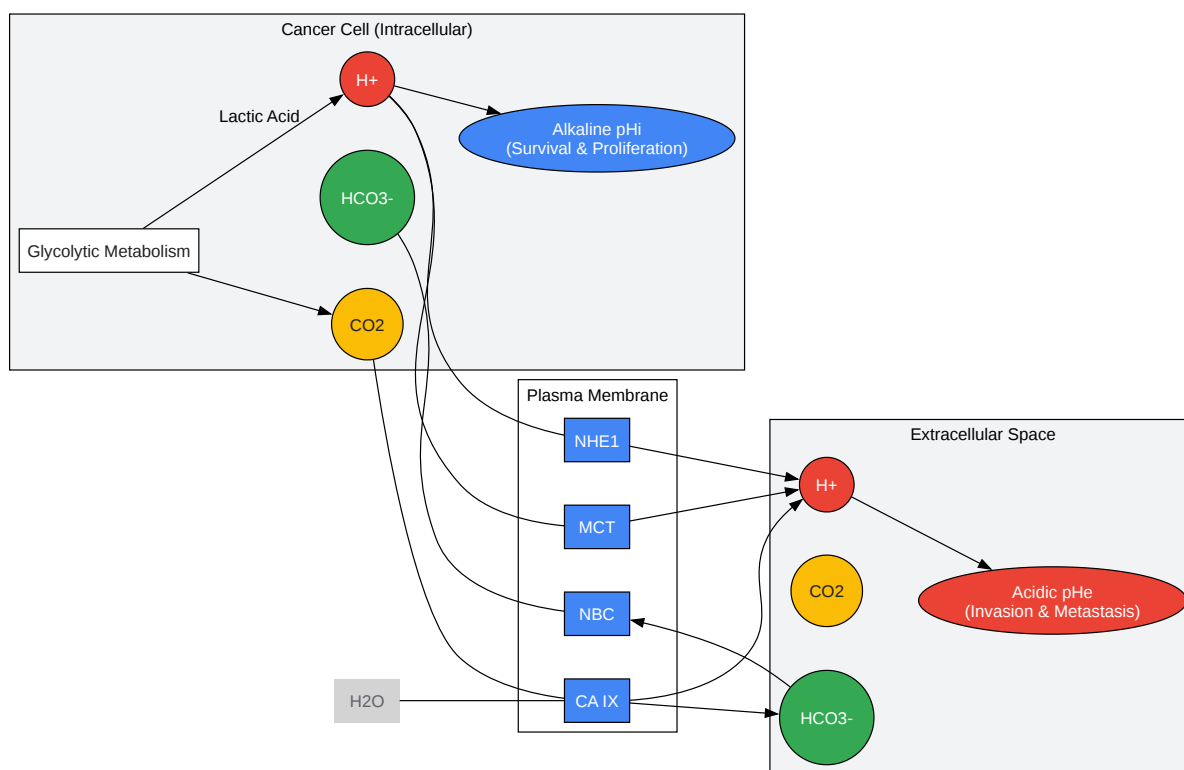 Cancer Cell (Intracellular)
H+
Lactic Acid
Alkaline pHi
(Survival & Proliferation)
HCO3-
Glycolytic Metabolism
CO2
Plasma Membrane
NHE1
MCT
NBC
CA IX
H2O
Extracellular Space
H+
CO2
Acidic pHe
(Invasion & Metastasis)
HCO3-